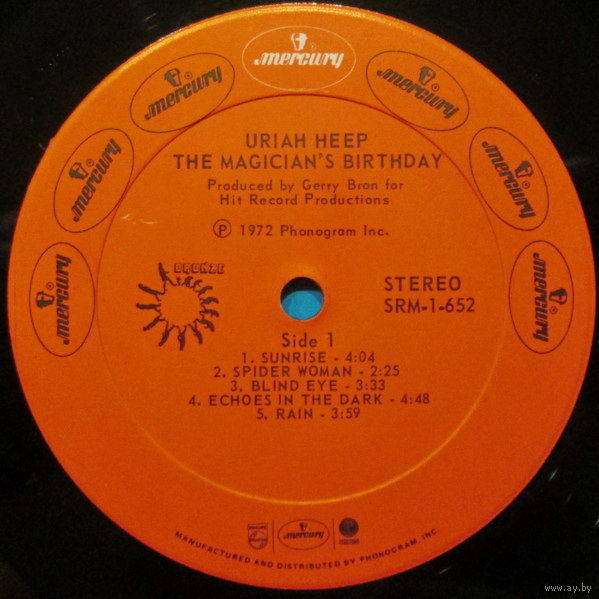 mercury
mercury
mercury
mercury
mercury
mercury
mercury
URIAH HEEP
THE MAGICIAN'S BIRTHDAY
Produced by Gerry Bron for
Hit Record Productions
Ⓟ 1972 Phonogram Inc.
BRONZE
STEREO
SRM-1-652
Side 1
1. SUNRISE - 4:04
2. SPIDER WOMAN - 2:25
3. BLIND EYE - 3:33
4. ECHOES IN THE DARK - 4:48
5. RAIN - 3:59
PHILIPS
mercury
MANUFACTURED AND DISTRIBUTED BY PHONOGRAM, INC.
www.ay.by